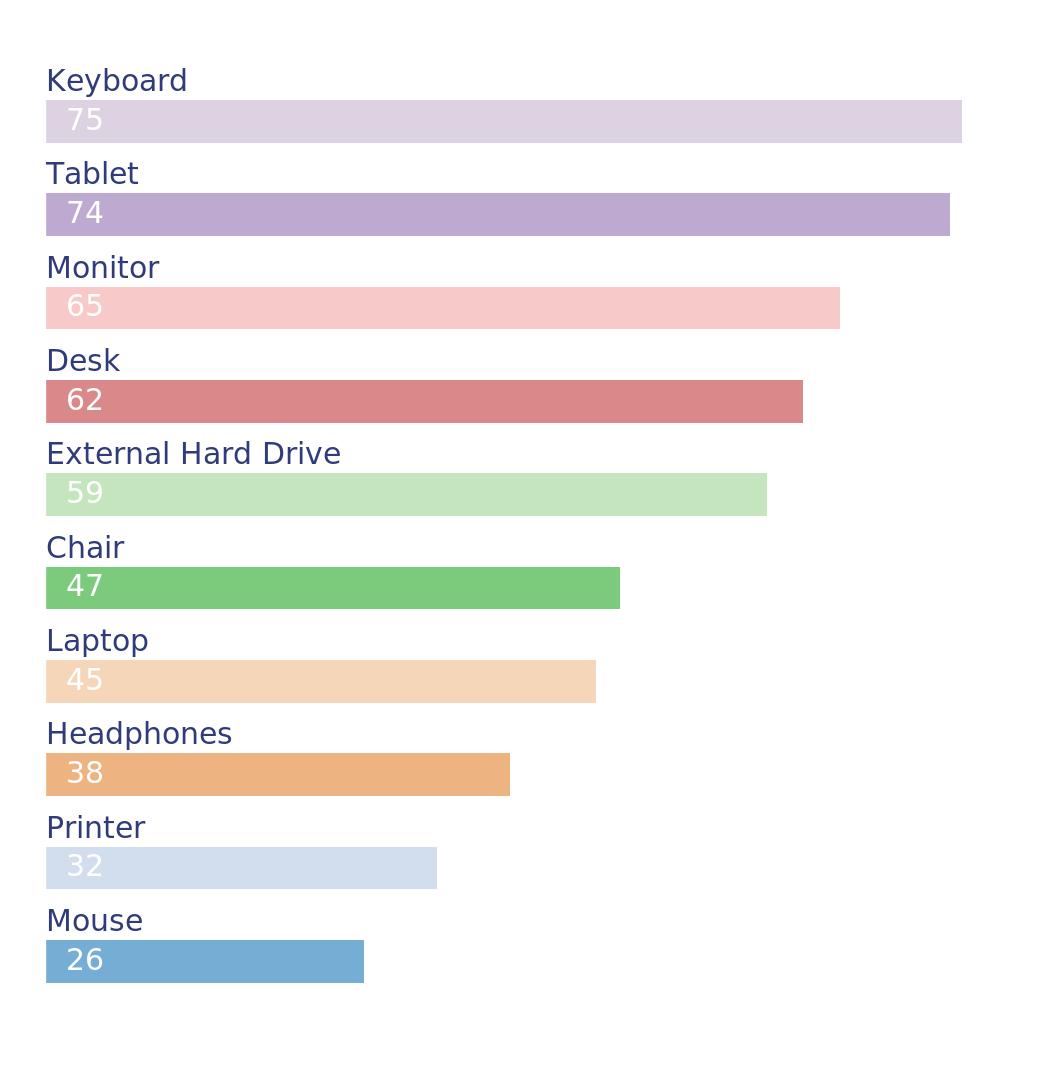 Keyboard
75
Tablet
74
Monitor
65
Desk
62
External Hard Drive
59
Chair
47
Laptop
45
Headphones
38
Printer
32
Mouse
26